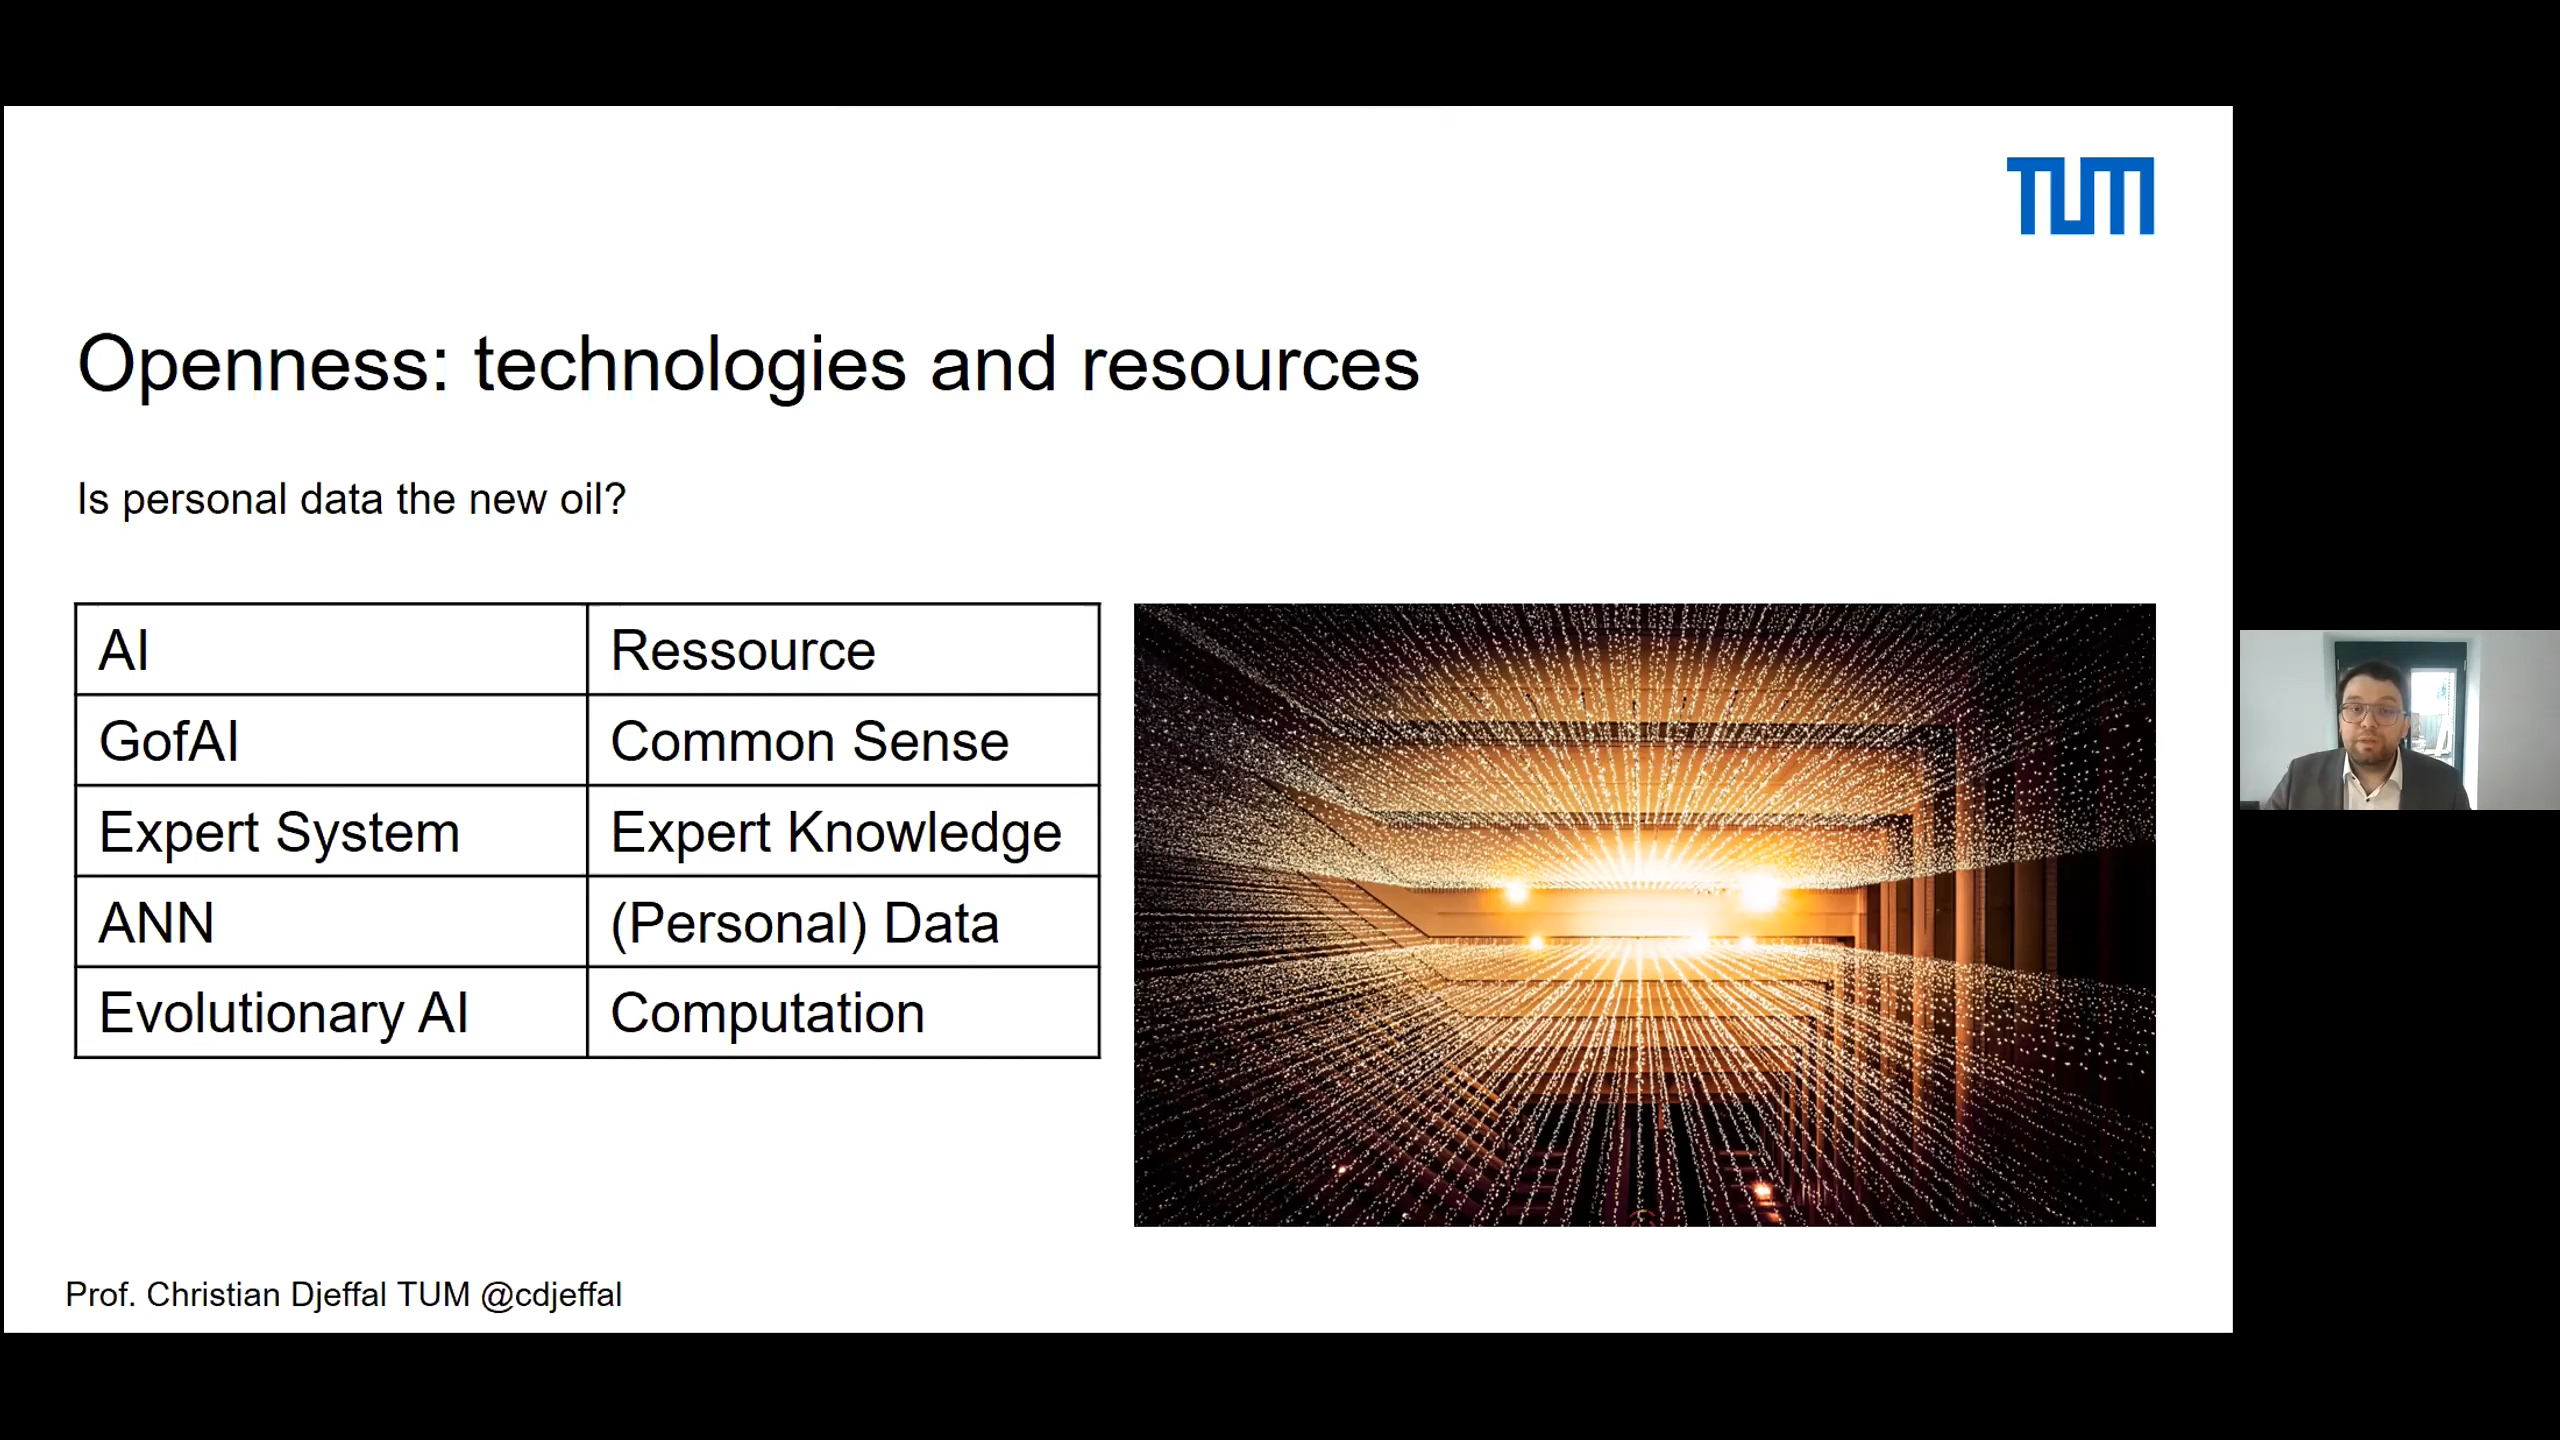 TUM
Openness: technologies and resources
Is personal data the new oil?
AI Ressource
GofAI Common Sense
Expert System Expert Knowledge
ANN (Personal) Data
Evolutionary AI Computation
Prof. Christian Djeffal TUM @cdjeffal